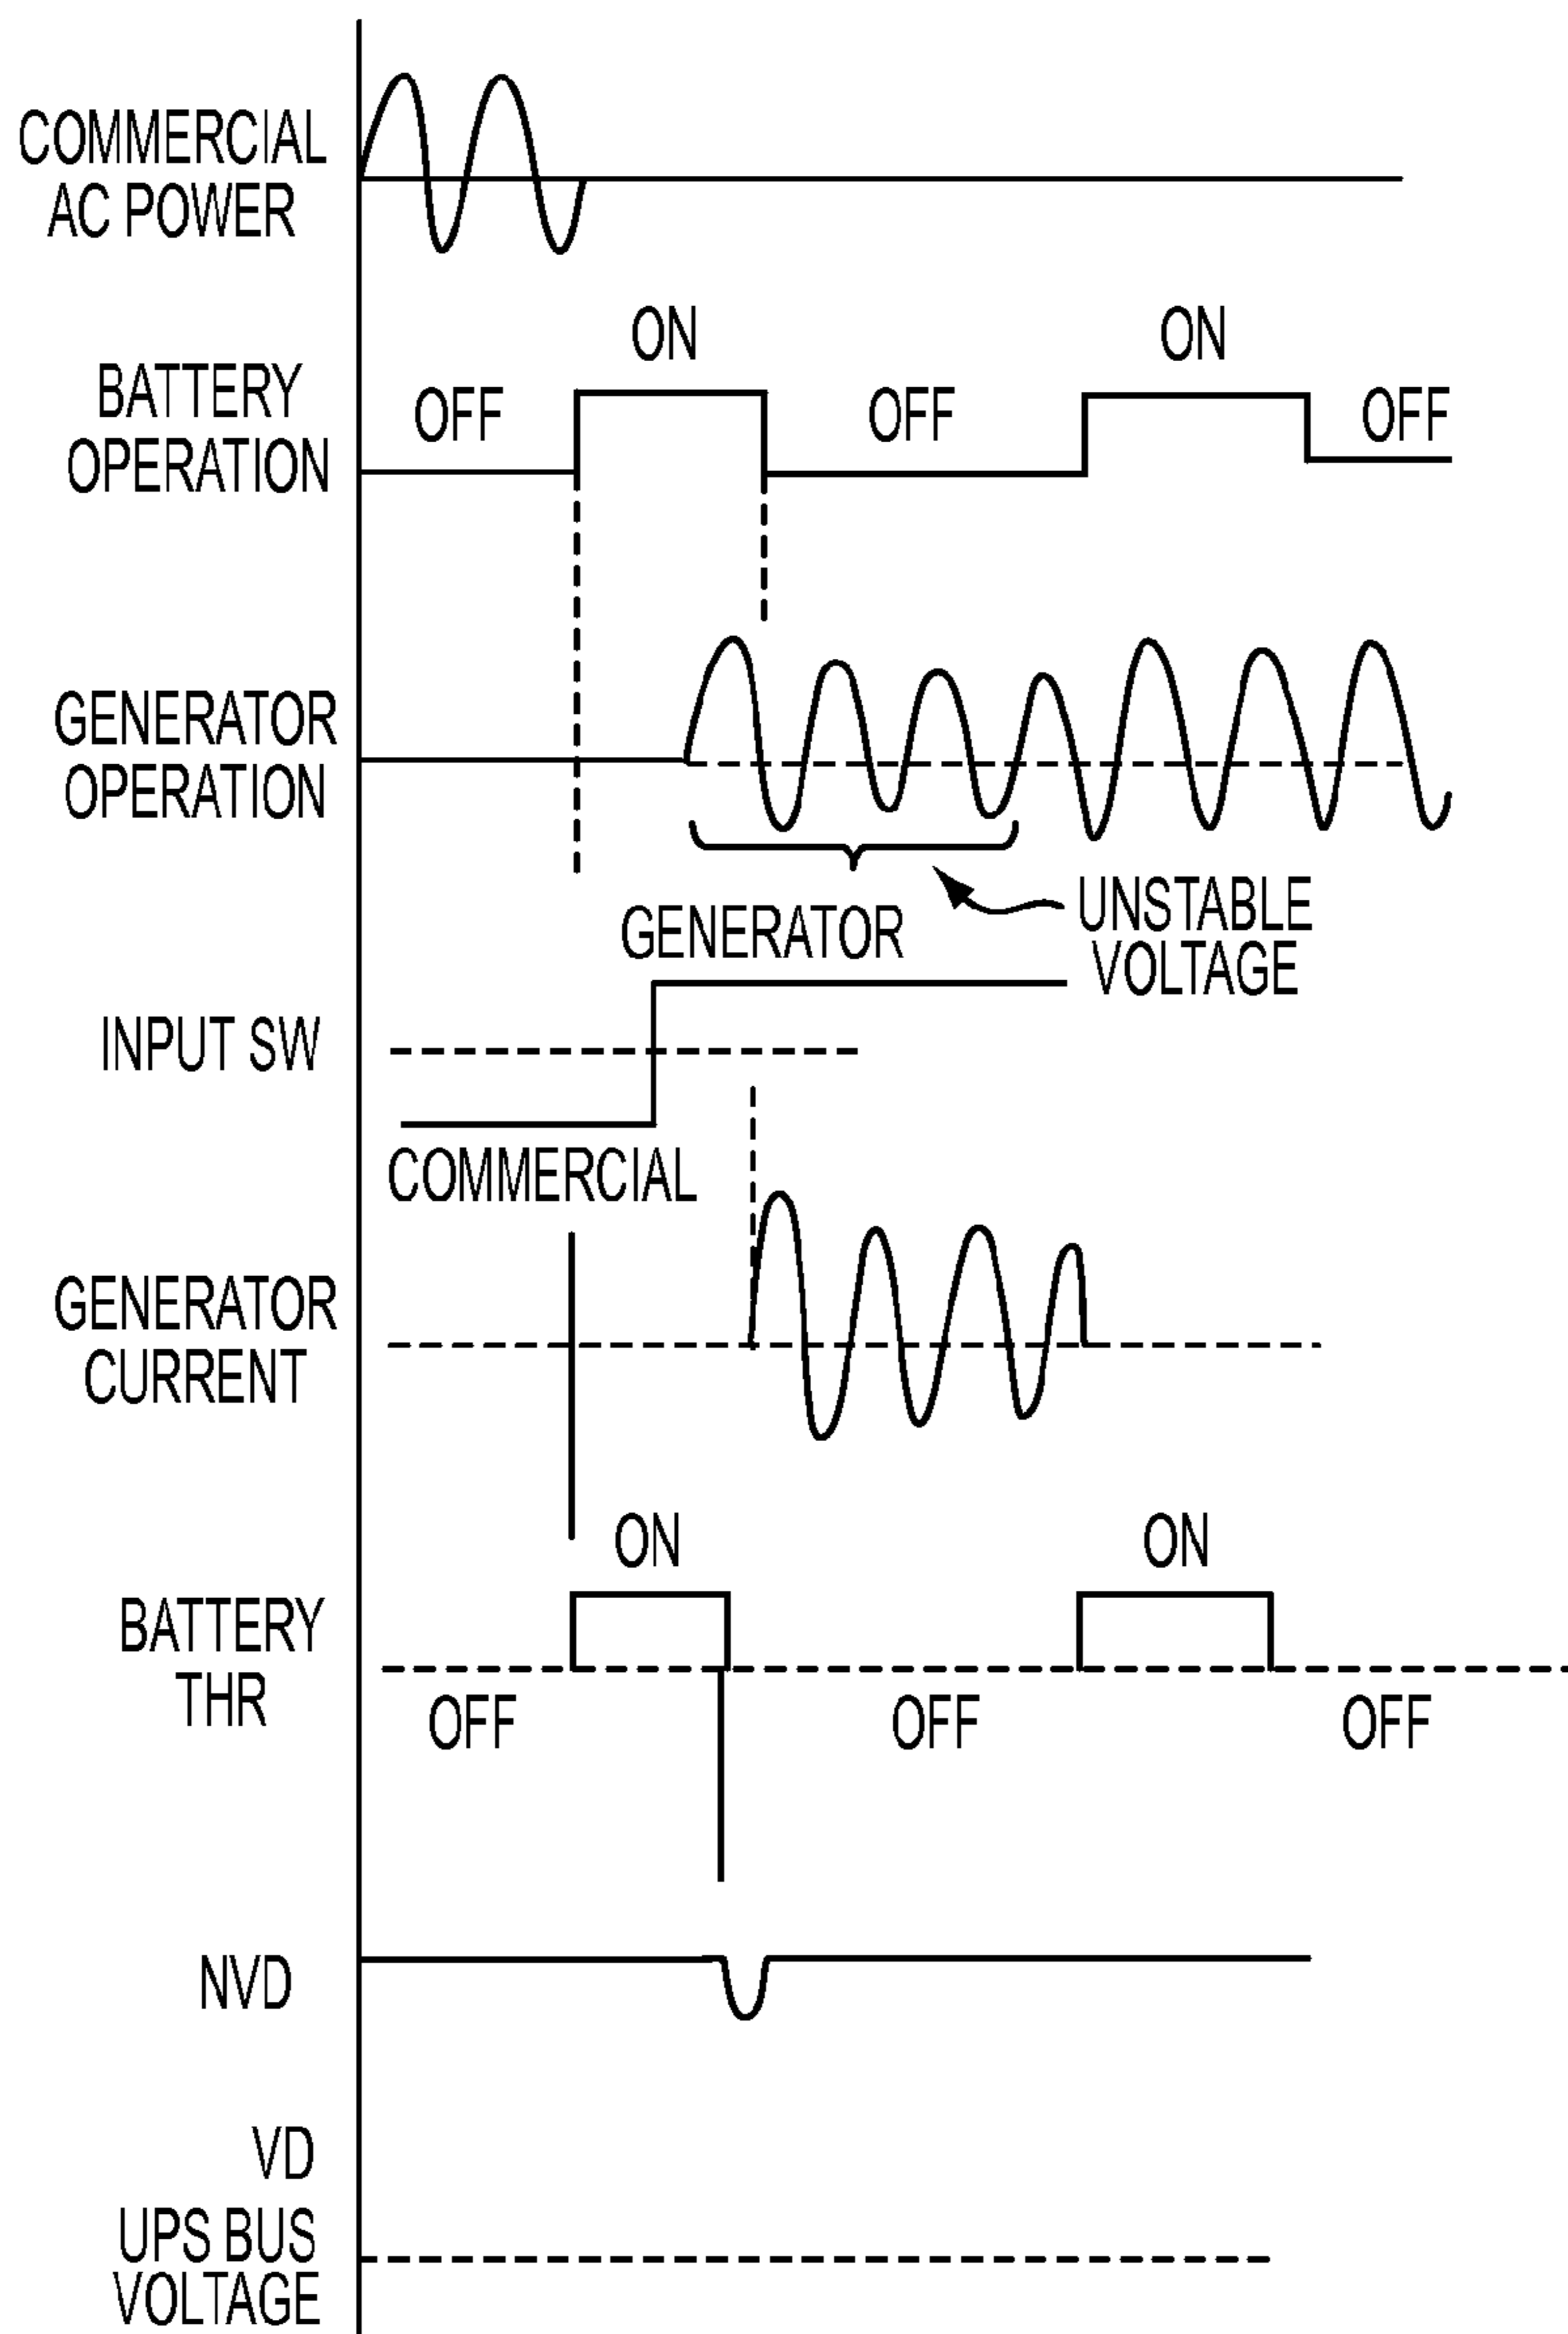 COMMERCIAL
AC POWER
ON
ON
BATTERY
OPERATION
OFF
OFF
OFF
GENERATOR
OPERATION
UNSTABLE
VOLTAGE
GENERATOR
INPUT SW
COMMERCIAL
GENERATOR
CURRENT
ON
ON
BATTERY
THR
OFF
OFF
OFF
NVD
VD
UPS BUS
VOLTAGE